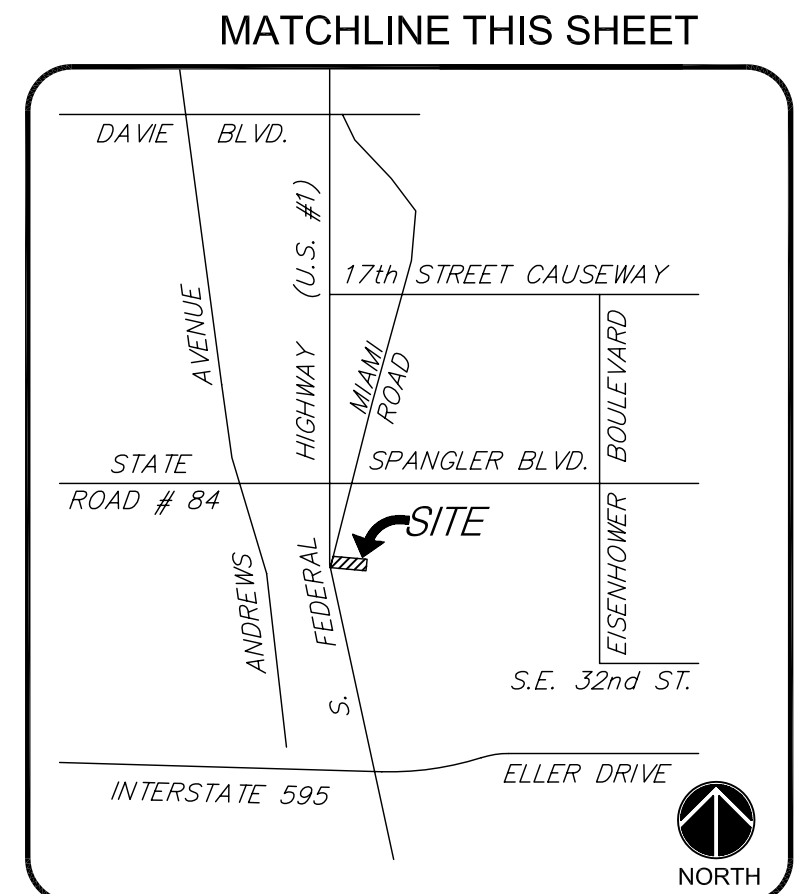 MATCHLINE THIS SHEET
DAVIE BLVD.
(U.S. #1)
17th STREET CAUSEWAY
AVENUE
HIGHWAY
MIAMI
ROAD
BOULEVARD
STATE
SPANGLER BLVD.
ROAD # 84
SITE
ANDREWS
FEDERAL
EISENHOWER
S.E. 32nd ST.
S.
INTERSTATE 595
ELLER DRIVE
NORTH